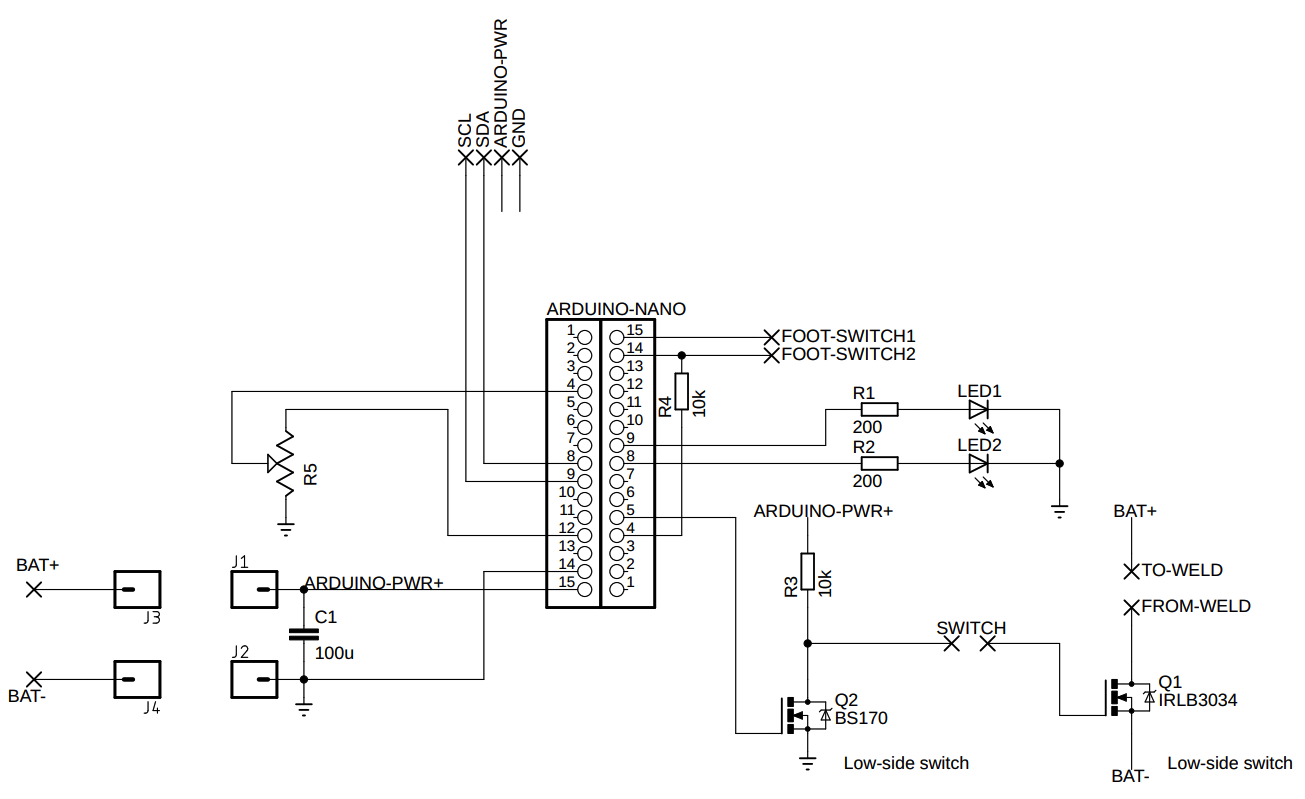 SCL
SDA
ARDUINO-PWR
GND
ARDUINO-NANO
1
2
3
4
5
6
7
8
9
10
11
12
13
14
15
15
14
13
12
11
10
9
8
7
6
5
4
3
2
1
FOOT-SWITCH1
FOOT-SWITCH2
R4
10k
R1
200
LED1
R2
200
LED2
R5
ARDUINO-PWR+
BAT+
BAT+
J1
J3
ARDUINO-PWR+
C1
100u
J2
BAT-
J4
R3
10k
TO-WELD
FROM-WELD
SWITCH
Q2
BS170
Q1
IRLB3034
Low-side switch
BAT-
Low-side switch